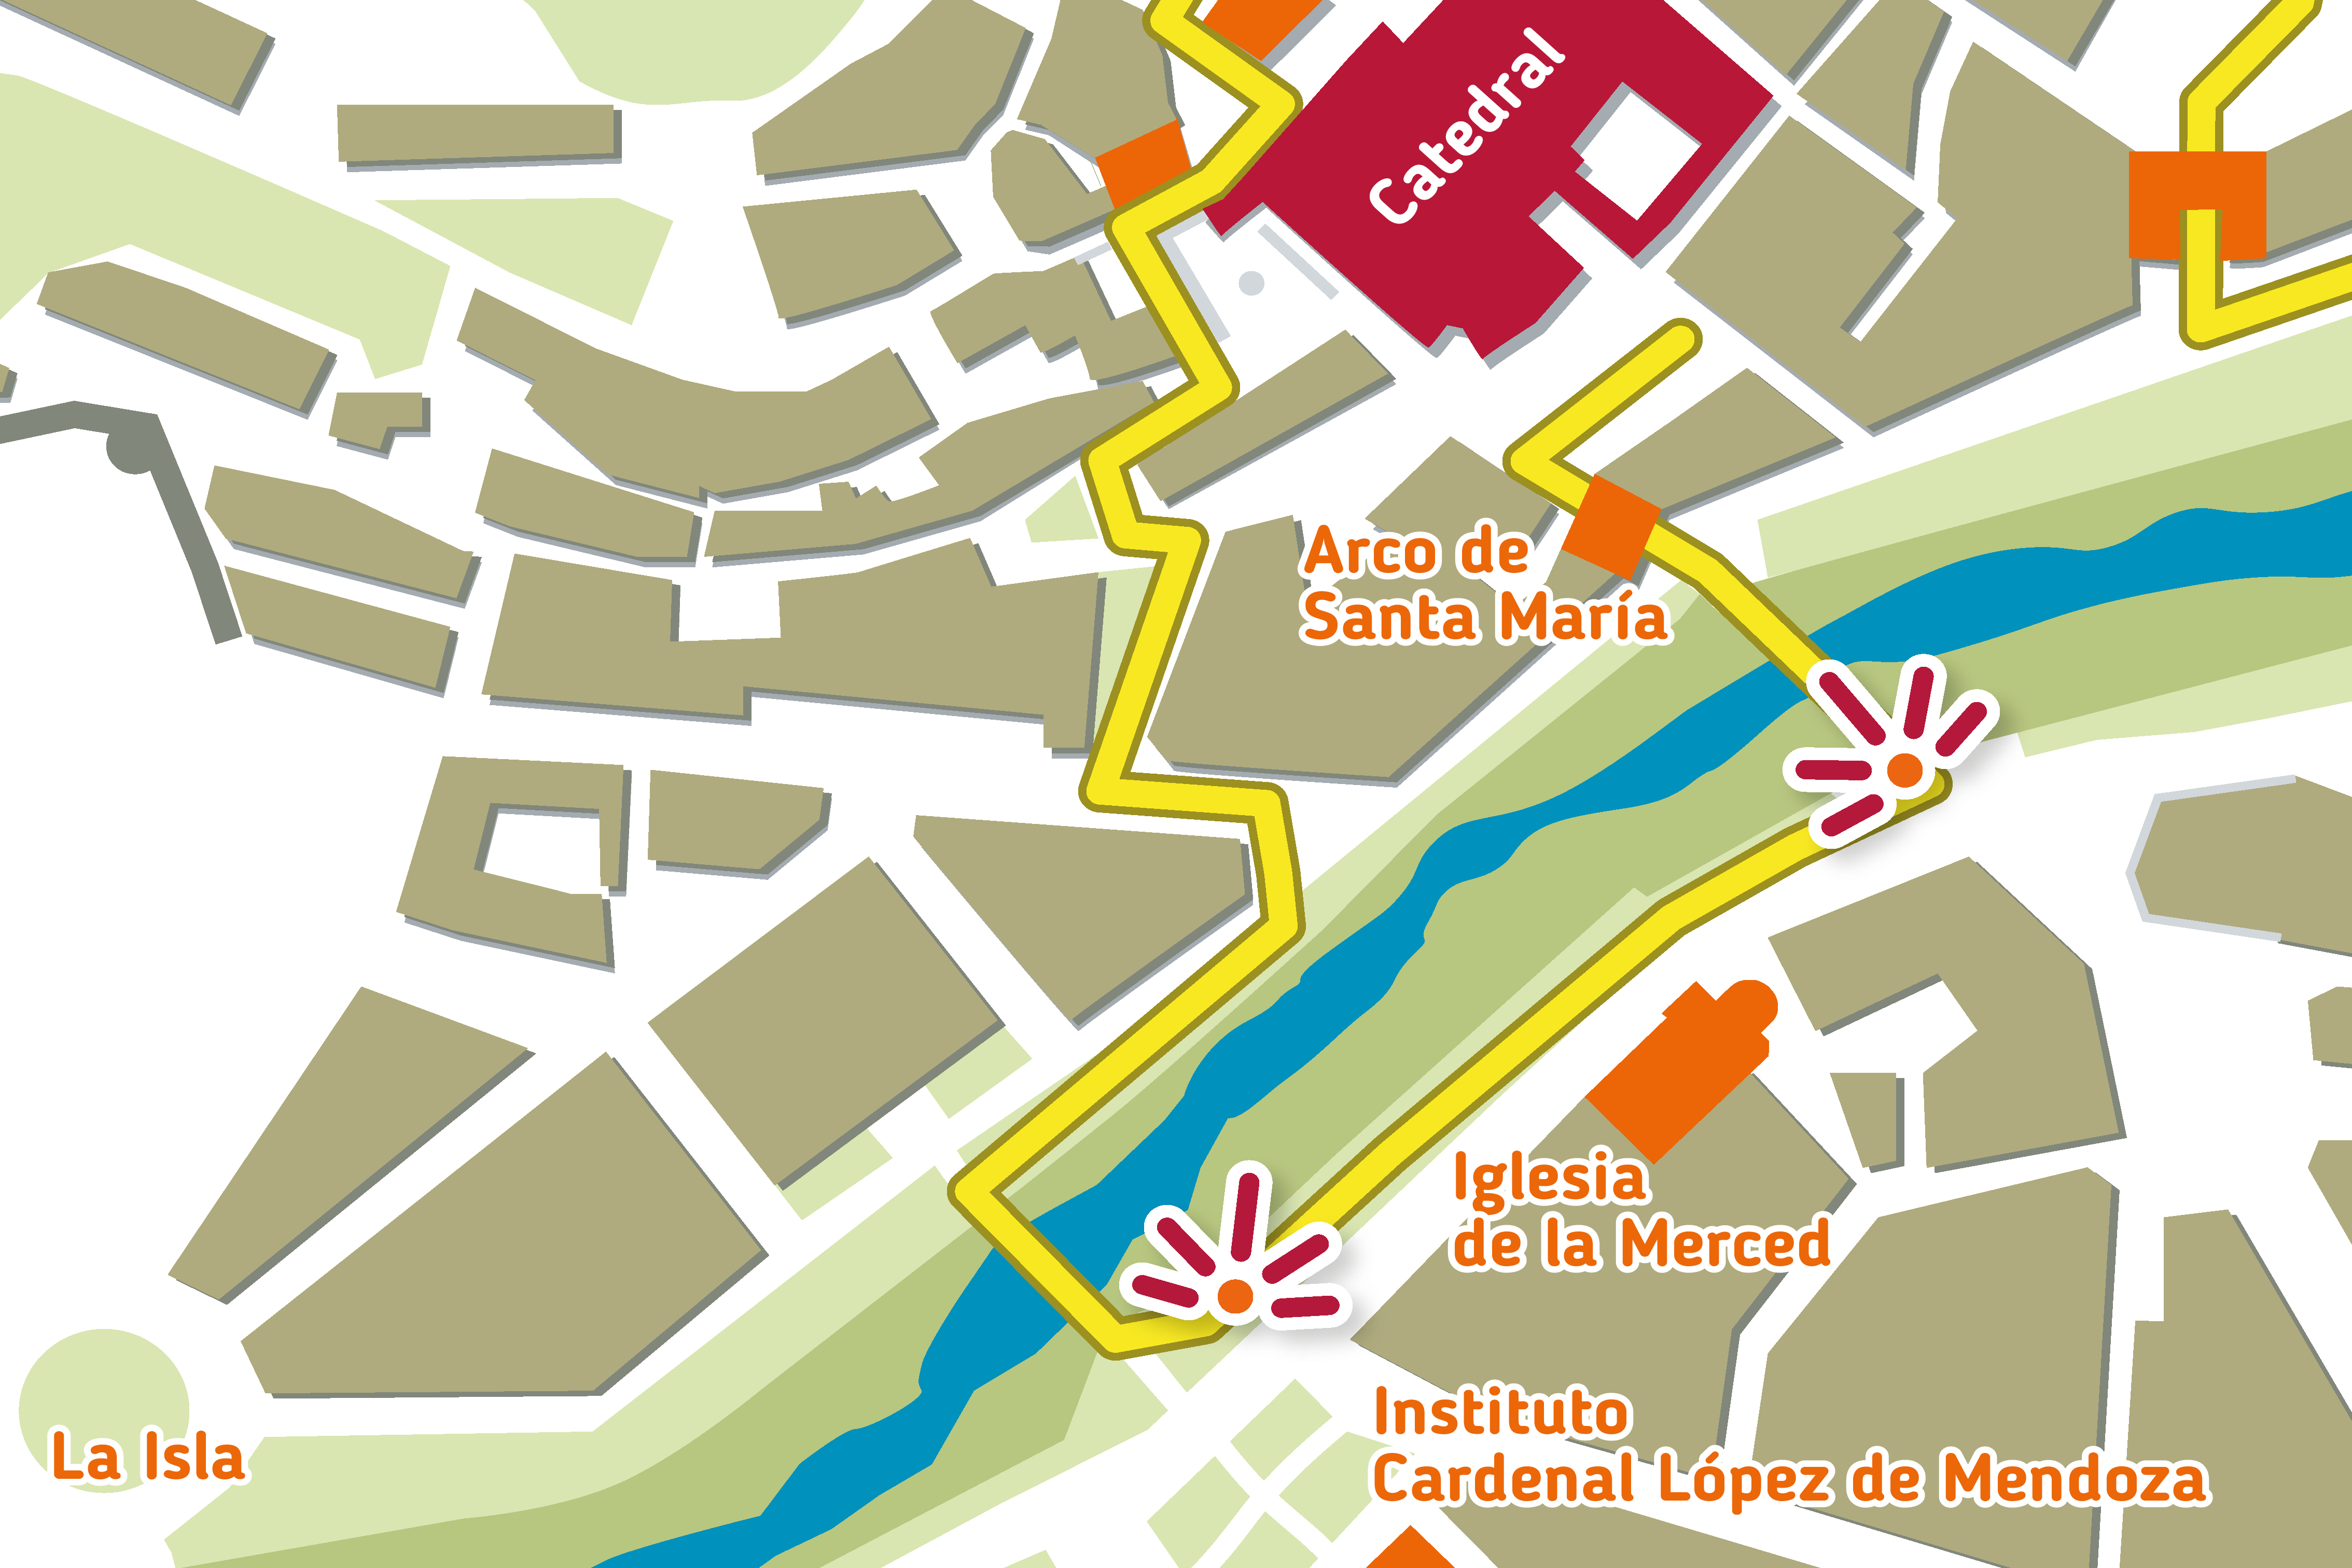 Catedral
Arco de
Santa María
Iglesia
de la Merced
Instituto
Cardenal López de Mendoza
La Isla